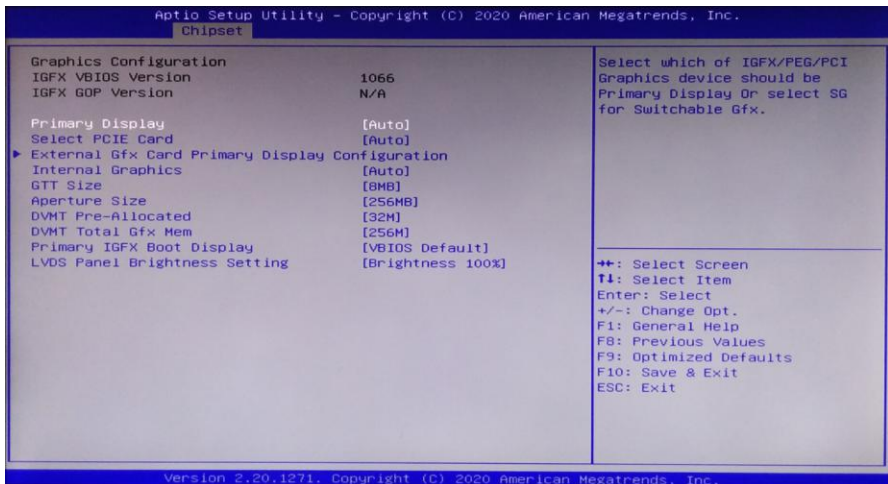 Aptio Setup Utility – Copyright (C) 2020 American Megatrends, Inc.
Chipset
Graphics Configuration
IGFX VBIOS Version 1066
IGFX GOP Version N/A
Primary Display [Auto]
Select PCIE Card [Auto]
External Gfx Card Primary Display Configuration
Internal Graphics [Auto]
GTT Size [8MB]
Aperture Size [256MB]
DVMT Pre-Allocated [32M]
DVMT Total Gfx Mem [256M]
Primary IGFX Boot Display [VBIOS Default]
LVDS Panel Brightness Setting [Brightness 100%]
Select which of IGFX/PEG/PCI
Graphics device should be
Primary Display Or select SG
for Switchable Gfx.
→←: Select Screen
↑↓: Select Item
Enter: Select
+/-: Change Opt.
F1: General Help
F8: Previous Values
F9: Optimized Defaults
F10: Save & Exit
ESC: Exit
Version 2.20.1271. Copyright (C) 2020 American Megatrends, Inc.